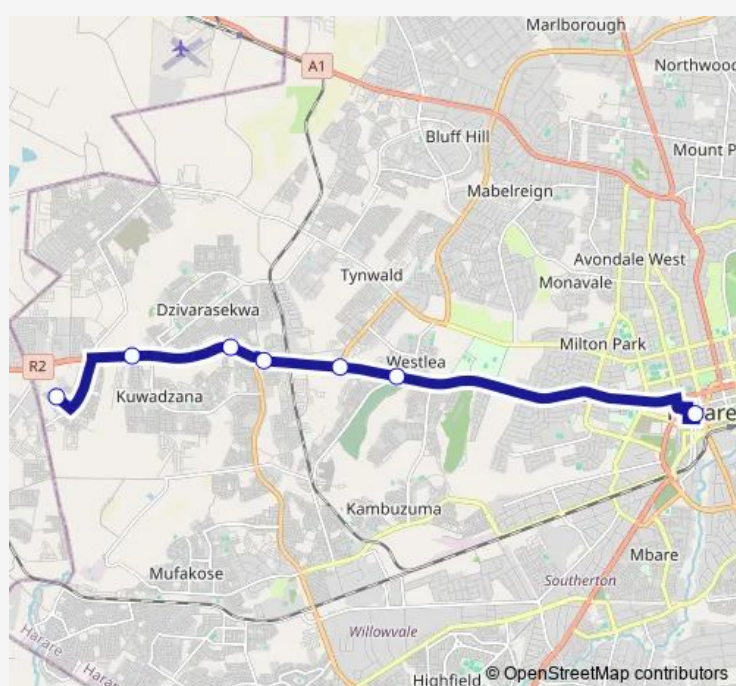 Marlborough
Northwood
A1
Bluff Hill
Mount P
Mabelreign
Avondale West
Tynwald
Monavale
Dzivarasekwa
Milton Park
R2
Westlea
Kuwadzana
Kambuzuma
Mbare
Mufakose
Southerton
Harare
Willowvale
Harare
Highfield
© OpenStreetMap contributors